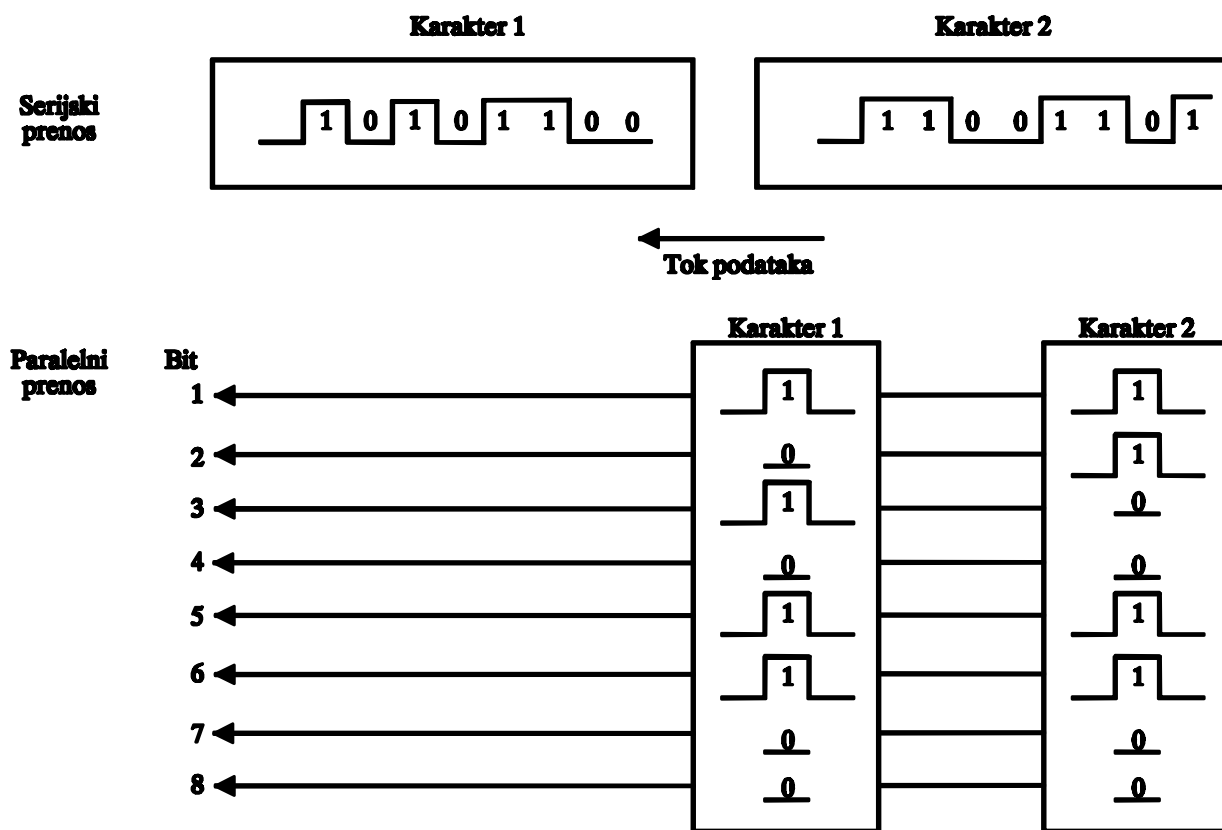 Karakter 1 Karakter 2
Serijski
prenos
1 0 1 0 1 1 0 0 1 1 0 0 1 1 0 1
Tok podataka
Karakter 1 Karakter 2
Paralelni
prenos
Bit
1 1 1
2 0 1
3 1 0
4 0 0
5 1 1
6 1 1
7 0 0
8 0 0